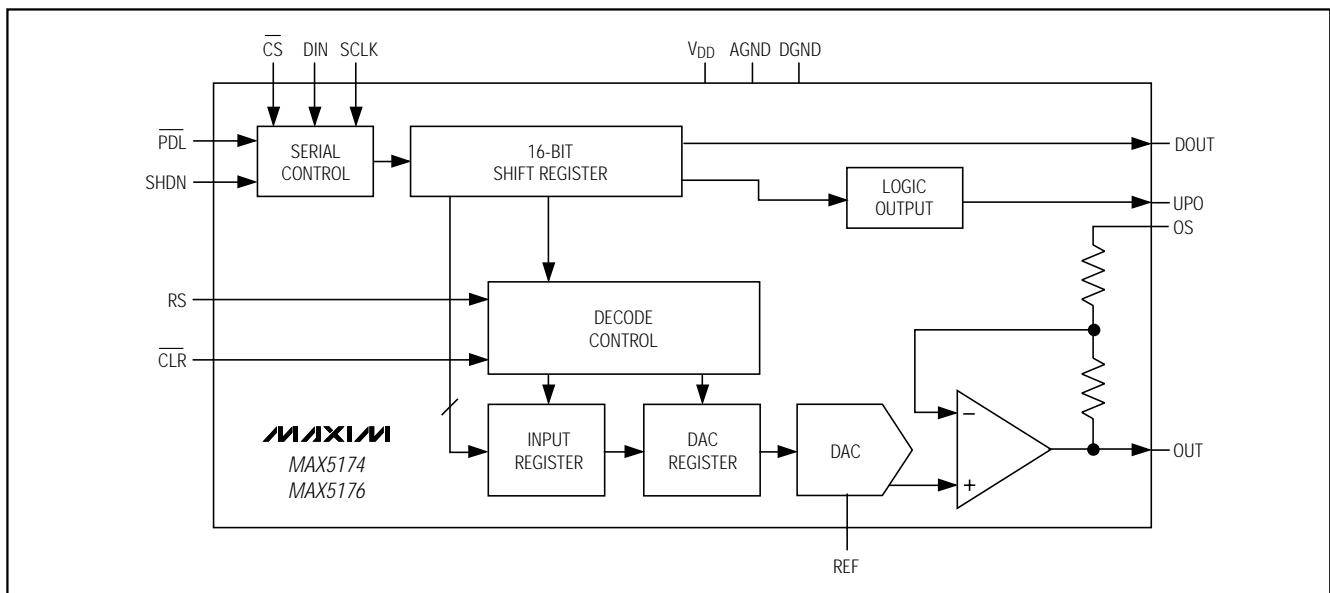 CS DIN SCLK VDD AGND DGND
PDL
SHDN
SERIAL
CONTROL
16-BIT
SHIFT REGISTER
DOUT
LOGIC
OUTPUT
UPO
OS
RS
CLR
DECODE
CONTROL
MAXIM
MAX5174
MAX5176
INPUT
REGISTER
DAC
REGISTER
DAC
−
+
OUT
REF